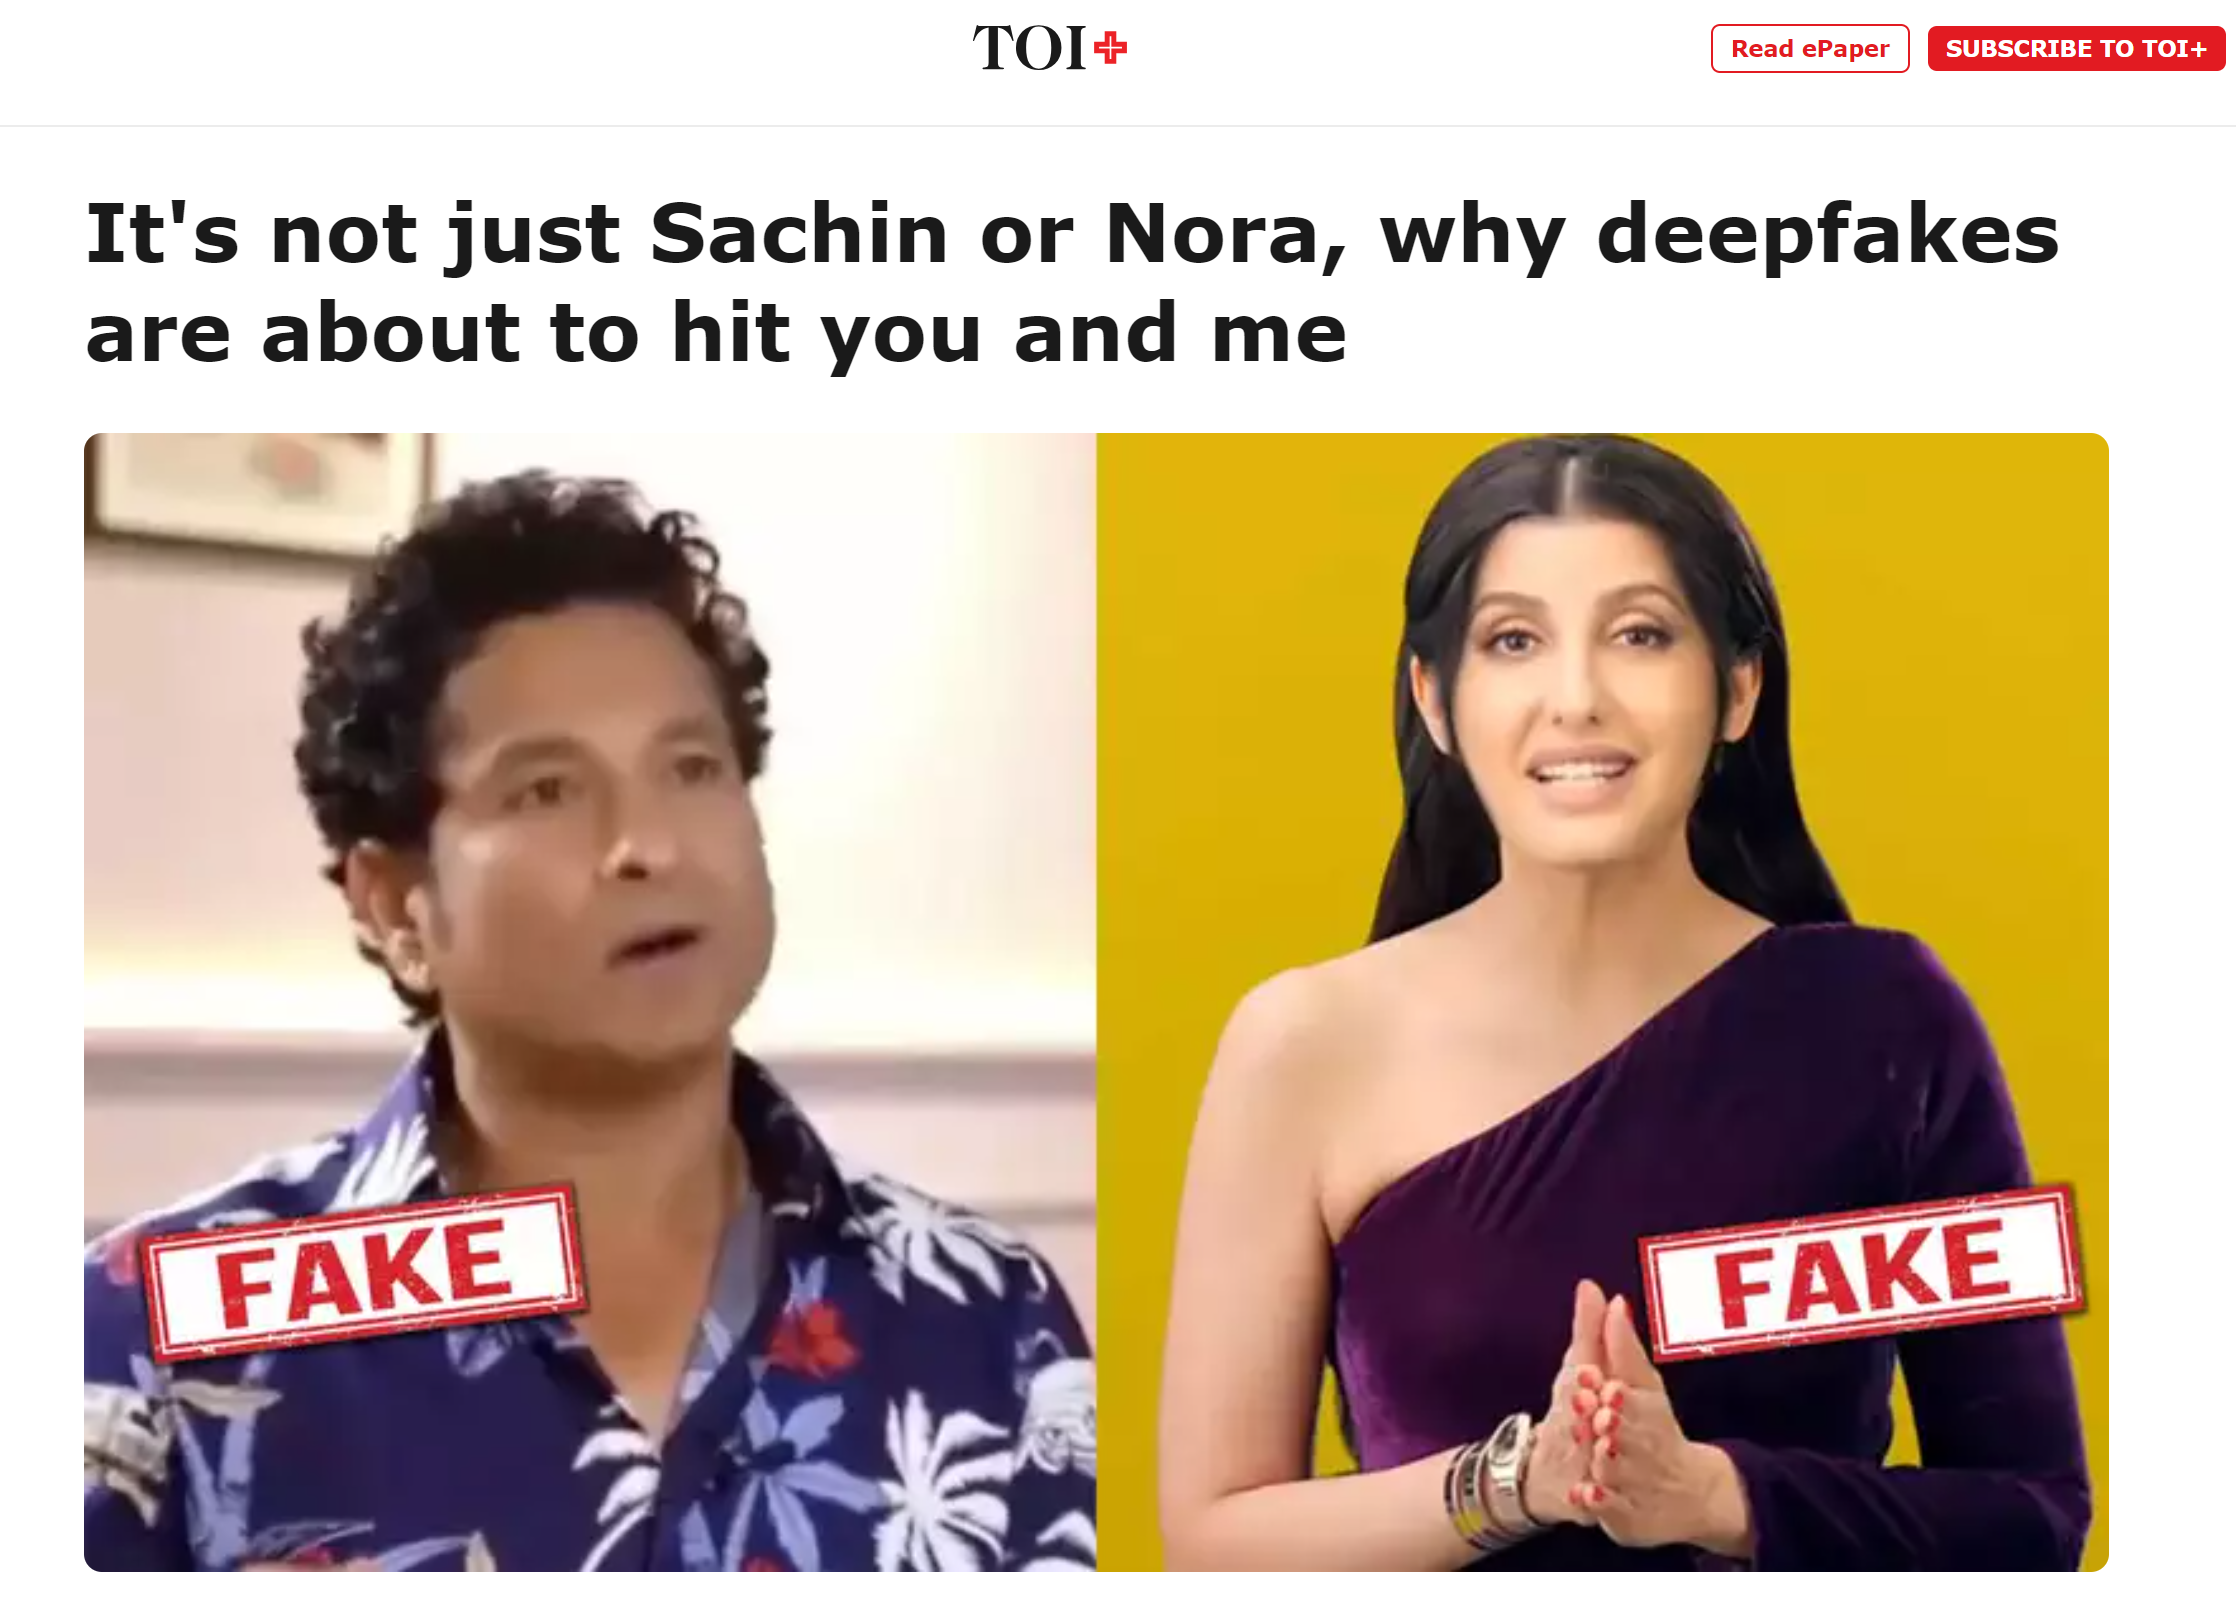 TOI+
Read ePaper
SUBSCRIBE TO TOI+
It's not just Sachin or Nora, why deepfakes
are about to hit you and me
FAKE
FAKE